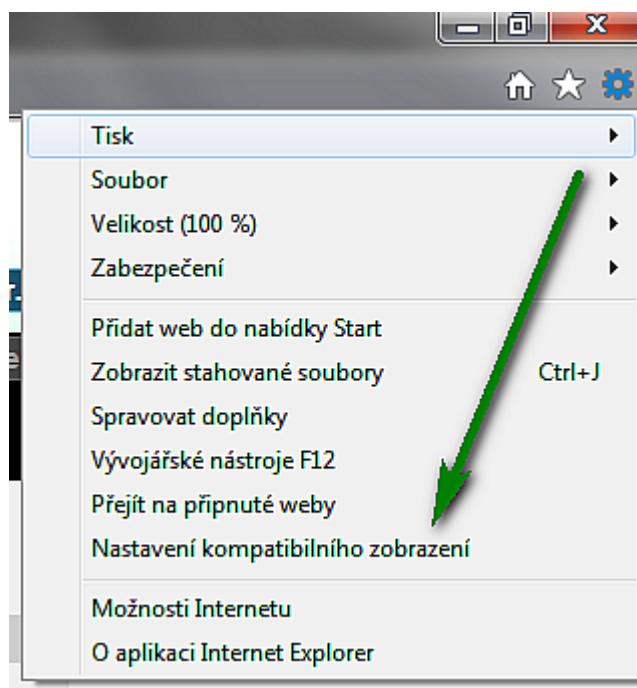 Tisk
Soubor
Velikost (100 %)
Zabezpečení
Přidat web do nabídky Start
Zobrazit stahované soubory Ctrl+J
Spravovat doplňky
Vývojářské nástroje F12
Přejít na připnuté weby
Nastavení kompatibilního zobrazení
Možnosti Internetu
O aplikaci Internet Explorer